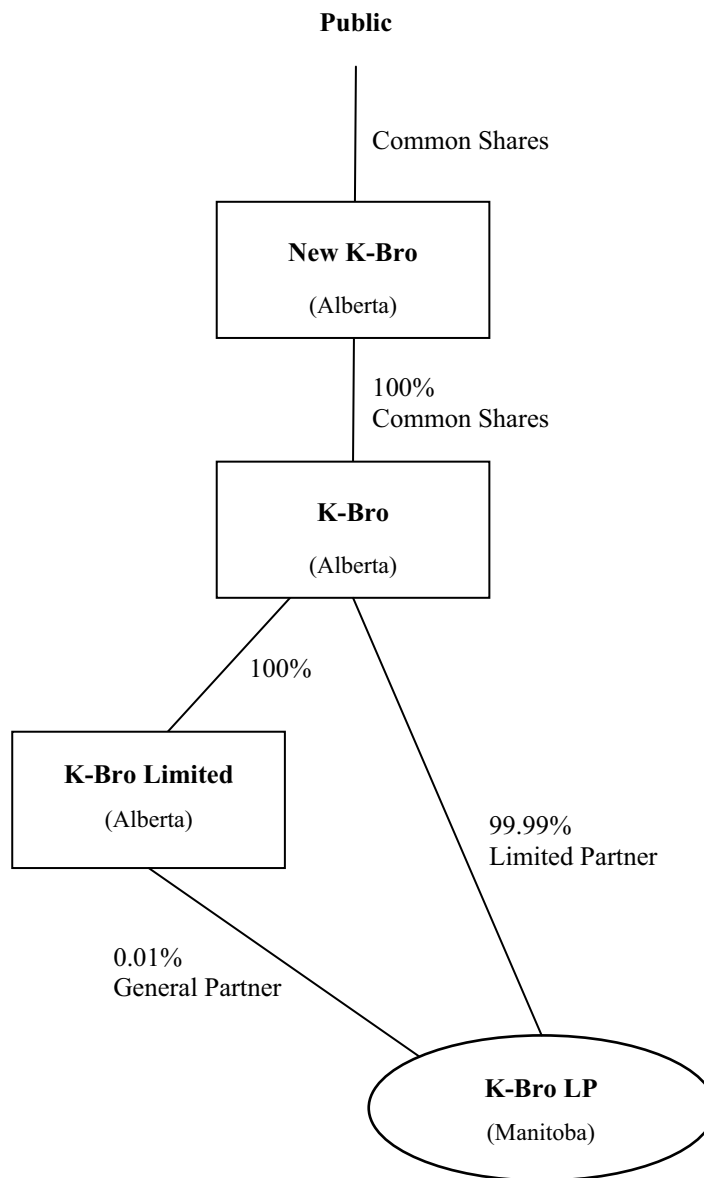 Public
Common Shares
New K-Bro
(Alberta)
100%
Common Shares
K-Bro
(Alberta)
100%
K-Bro Limited
(Alberta)
99.99%
Limited Partner
0.01%
General Partner
K-Bro LP
(Manitoba)